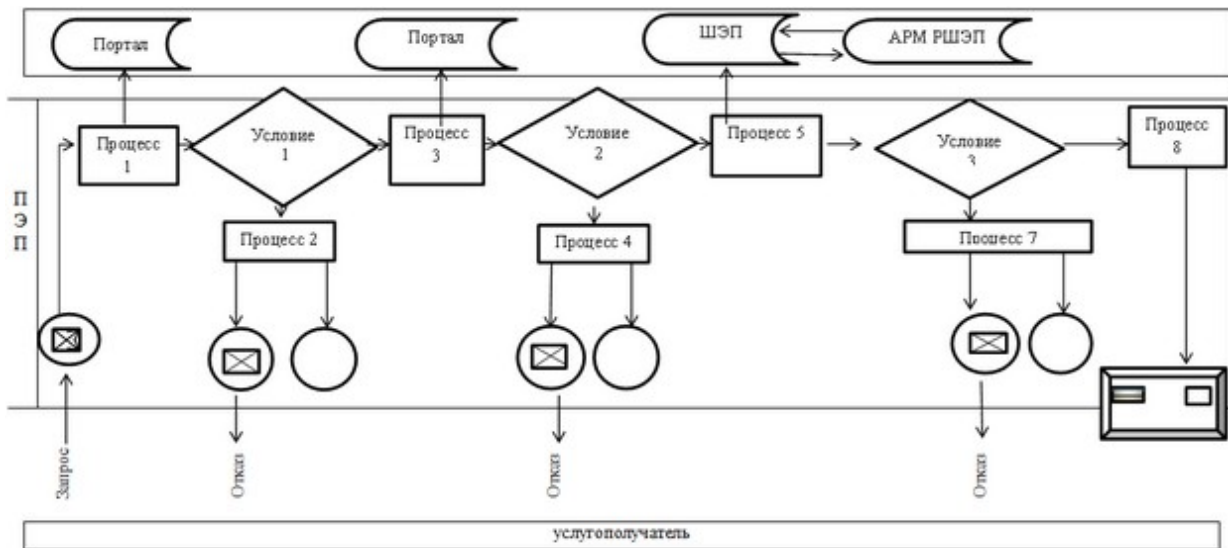 Портал
Портал
ШЭП
АРМ РШЭП
Процесс
1
Условие
1
Процесс
3
Условие
2
Процесс 5
Условие
3
Процесс
8
П
Э
П
Процесс 2
Процесс 4
Процесс 7
Запрос
Отказ
Отказ
Отказ
услугополучатель